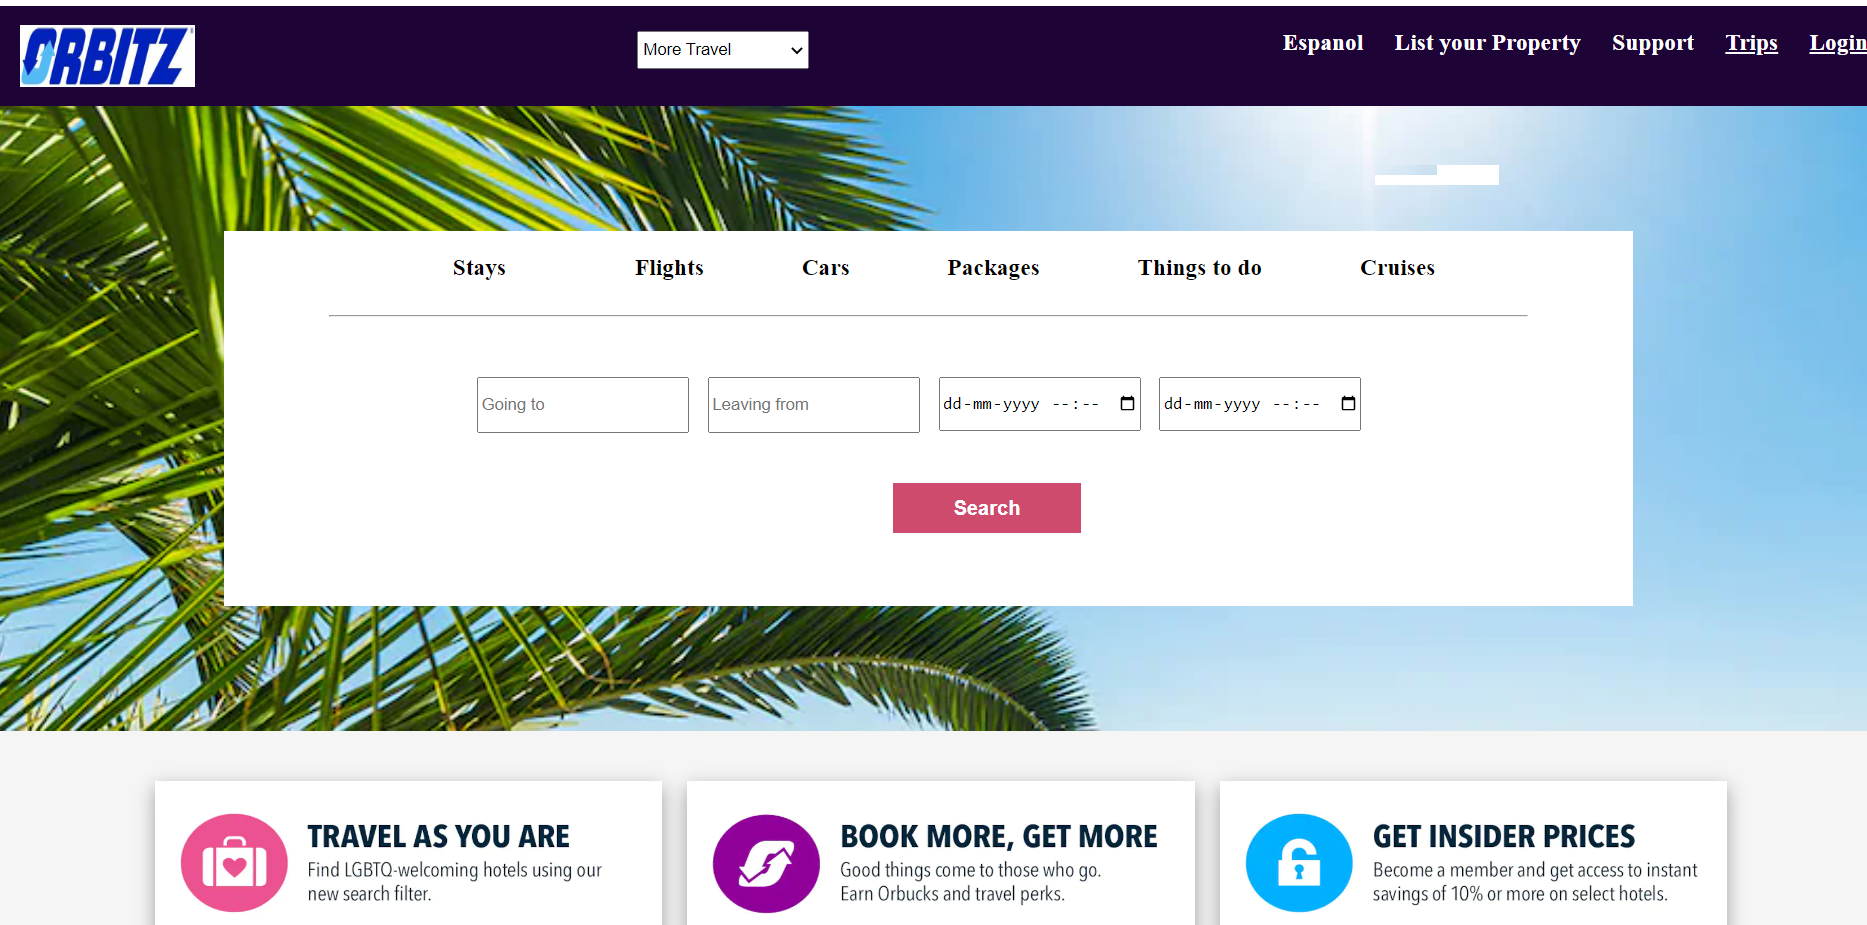 ORBITZ
More Travel
Espanol List your Property Support Trips Login
Stays Flights Cars Packages Things to do Cruises
Going to Leaving from dd-mm-yyyy --:-- dd-mm-yyyy --:--
Search
TRAVEL AS YOU ARE
Find LGBTQ-welcoming hotels using our
new search filter.
BOOK MORE, GET MORE
Good things come to those who go.
Earn Orbucks and travel perks.
GET INSIDER PRICES
Become a member and get access to instant
savings of 10% or more on select hotels.